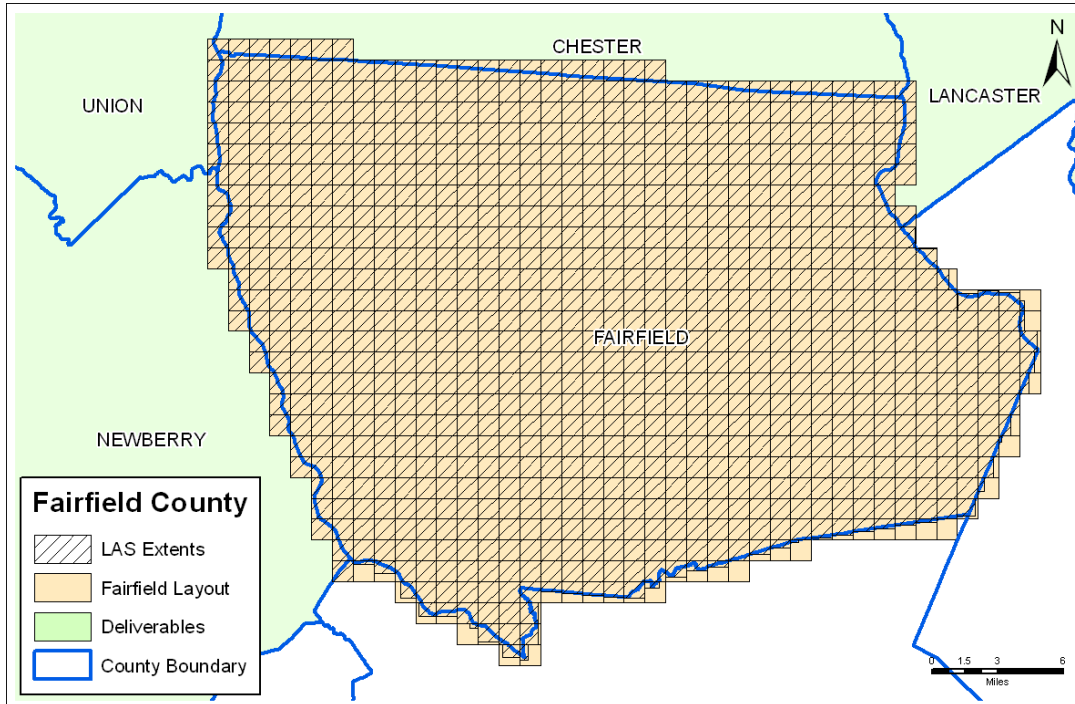 CHESTER
N
UNION
LANCASTER
FAIRFIELD
NEWBERRY
Fairfield County
LAS Extents
Fairfield Layout
Deliverables
County Boundary
0 1.5 3 6
Miles